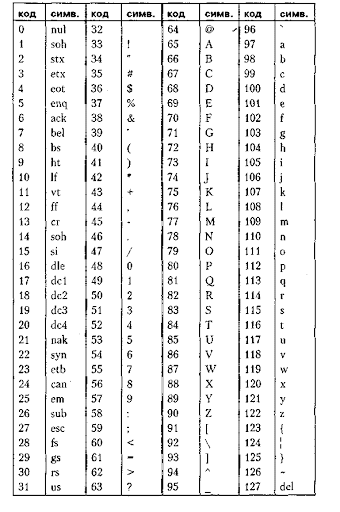 код симв. код симв. код симв. код симв.
0 nul 32 64 @ 96 `
1 soh 33 ! 65 A 97 a
2 stx 34 " 66 B 98 b
3 etx 35 # 67 C 99 c
4 eot 36 $ 68 D 100 d
5 enq 37 % 69 E 101 e
6 ack 38 & 70 F 102 f
7 bel 39 ' 71 G 103 g
8 bs 40 ( 72 H 104 h
9 ht 41 ) 73 I 105 i
10 lf 42 * 74 J 106 j
11 vt 43 + 75 K 107 k
12 ff 44 , 76 L 108 l
13 cr 45 - 77 M 109 m
14 soh 46 . 78 N 110 n
15 si 47 / 79 O 111 o
16 dle 48 0 80 P 112 p
17 dc1 49 1 81 Q 113 q
18 dc2 50 2 82 R 114 r
19 dc3 51 3 83 S 115 s
20 dc4 52 4 84 T 116 t
21 nak 53 5 85 U 117 u
22 syn 54 6 86 V 118 v
23 etb 55 7 87 W 119 w
24 can 56 8 88 X 120 x
25 em 57 9 89 Y 121 y
26 sub 58 : 90 Z 122 z
27 esc 59 ; 91 [ 123 {
28 fs 60 < 92 \ 124 ¦
29 gs 61 = 93 ] 125 }
30 rs 62 > 94 ^ 126 ~
31 us 63 ? 95 _ 127 del